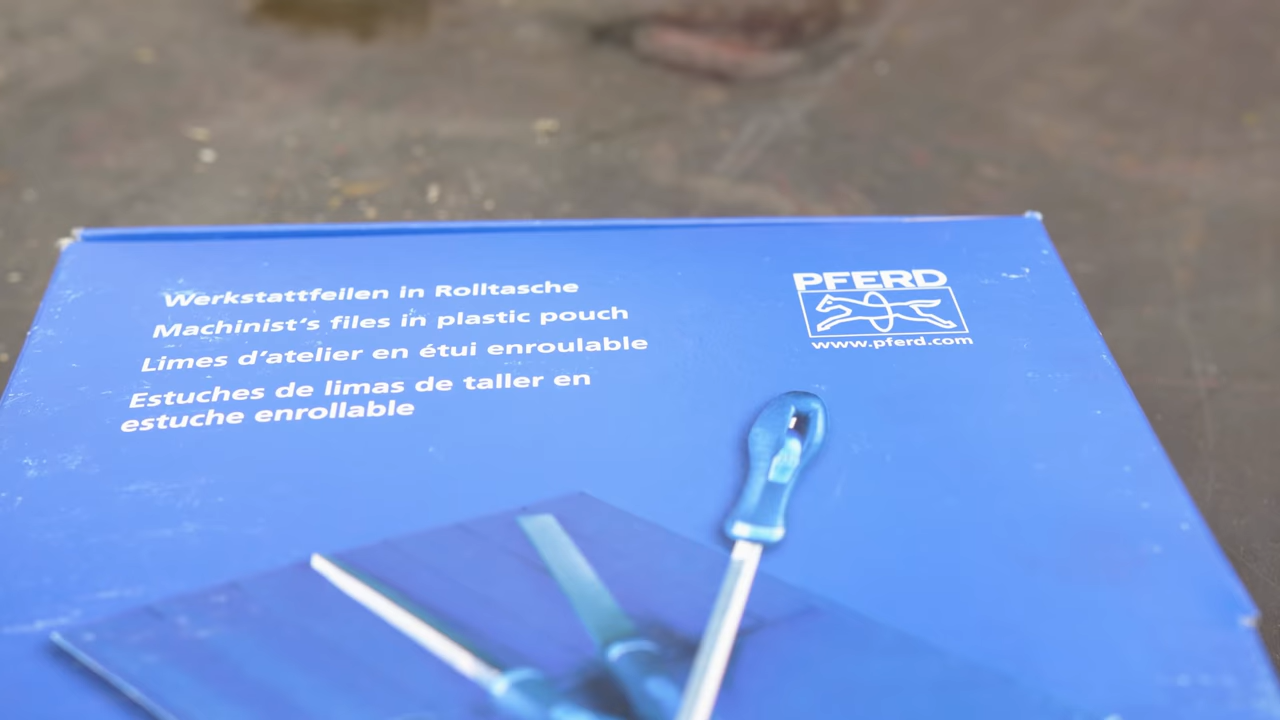 Werkstattfeilen in Rolltasche
Machinist's files in plastic pouch
Limes d'atelier en étui enroulable
Estuches de limas de taller en
estuche enrollable
PFERD
www.pferd.com